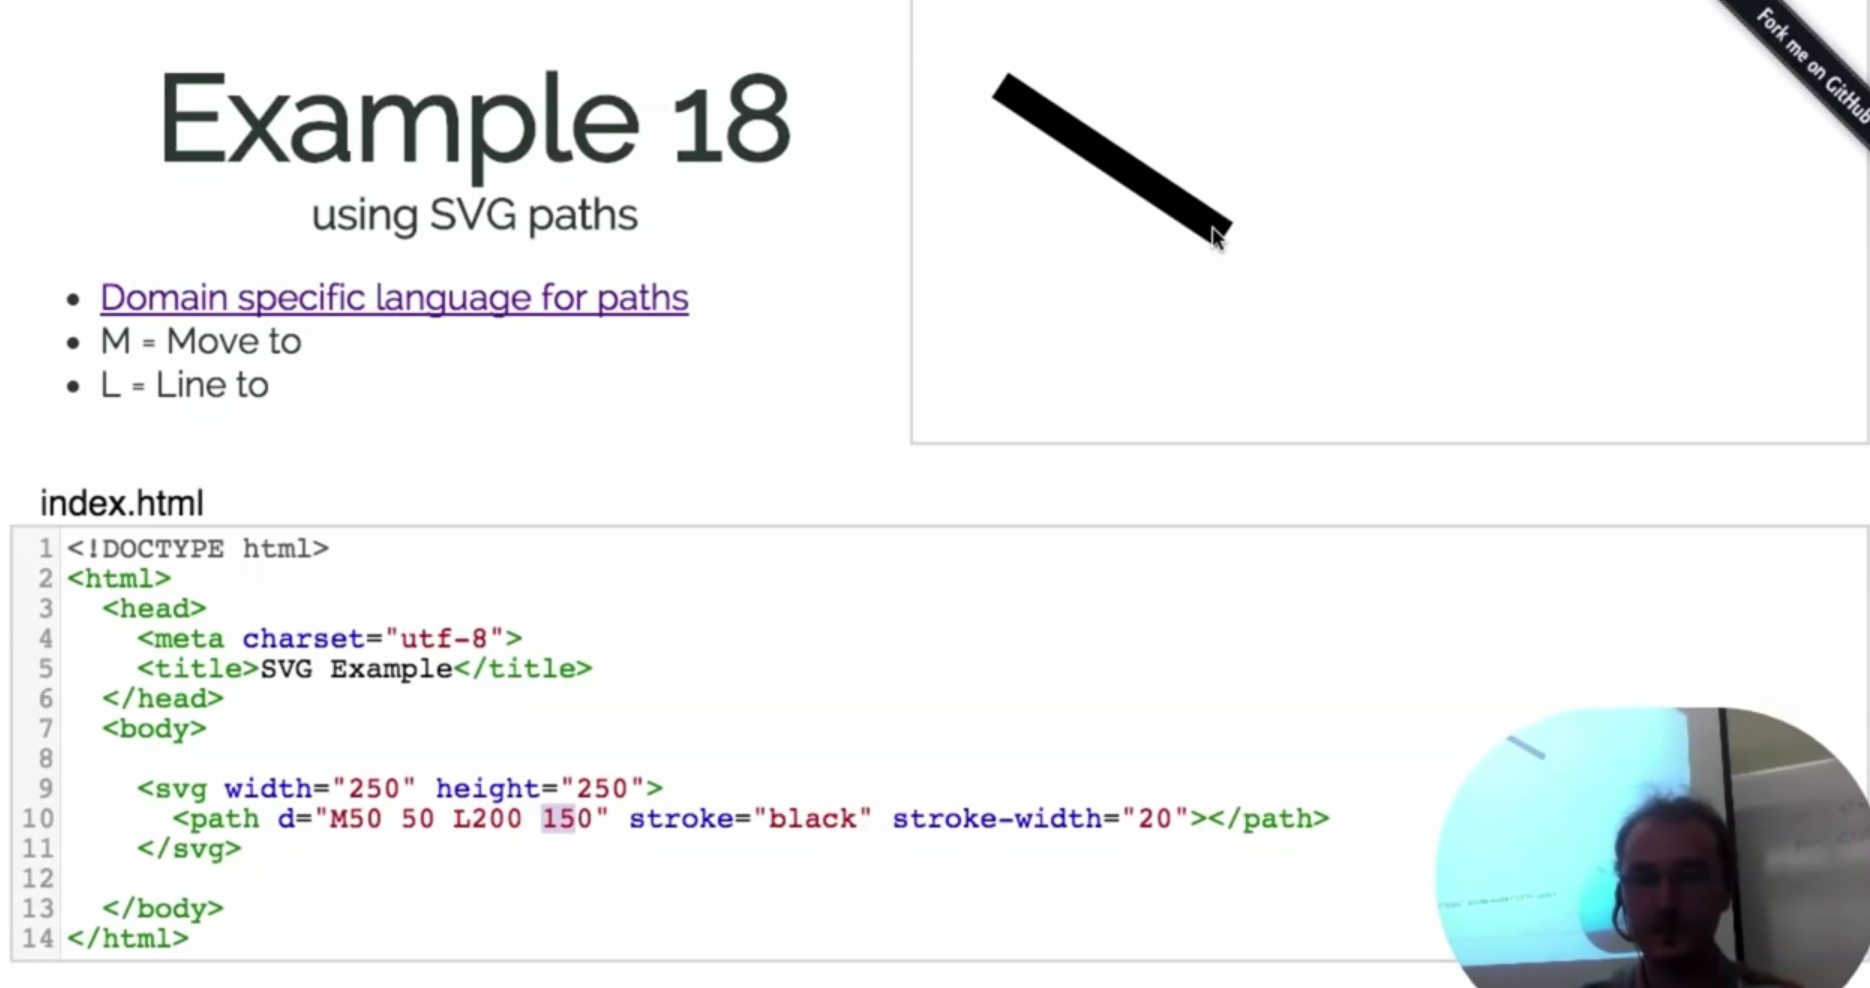 Example 18
using SVG paths
Domain specific language for paths
M = Move to
L = Line to
Fork me on GitHub
index.html
1 <!DOCTYPE html>
2 <html>
3   <head>
4     <meta charset="utf-8">
5     <title>SVG Example</title>
6   </head>
7   <body>
8
9     <svg width="250" height="250">
10       <path d="M50 50 L200 150" stroke="black" stroke-width="20"></path>
11     </svg>
12
13   </body>
14 </html>